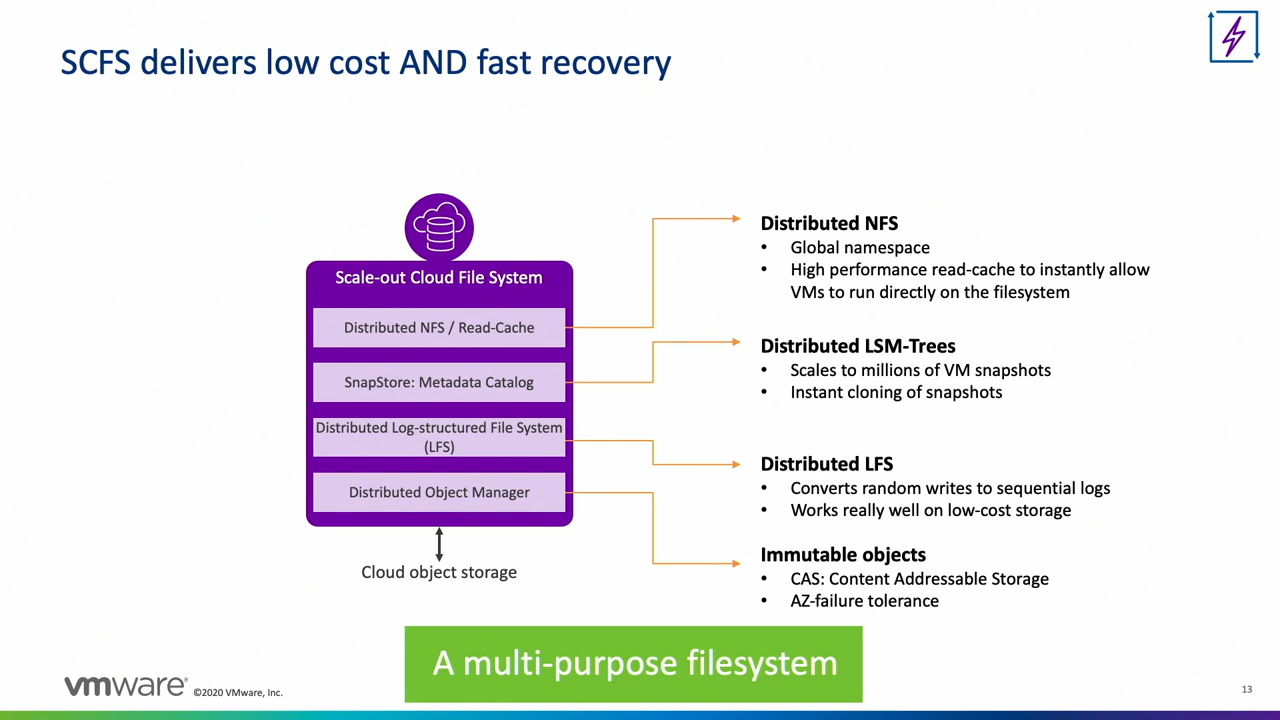 SCFS delivers low cost AND fast recovery
Scale-out Cloud File System
Distributed NFS / Read-Cache
SnapStore: Metadata Catalog
Distributed Log-structured File System
(LFS)
Distributed Object Manager
Cloud object storage
Distributed NFS
• Global namespace
• High performance read-cache to instantly allow
VMs to run directly on the filesystem
Distributed LSM-Trees
• Scales to millions of VM snapshots
• Instant cloning of snapshots
Distributed LFS
• Converts random writes to sequential logs
• Works really well on low-cost storage
Immutable objects
• CAS: Content Addressable Storage
• AZ-failure tolerance
A multi-purpose filesystem
vmware® ©2020 VMware, Inc.
13